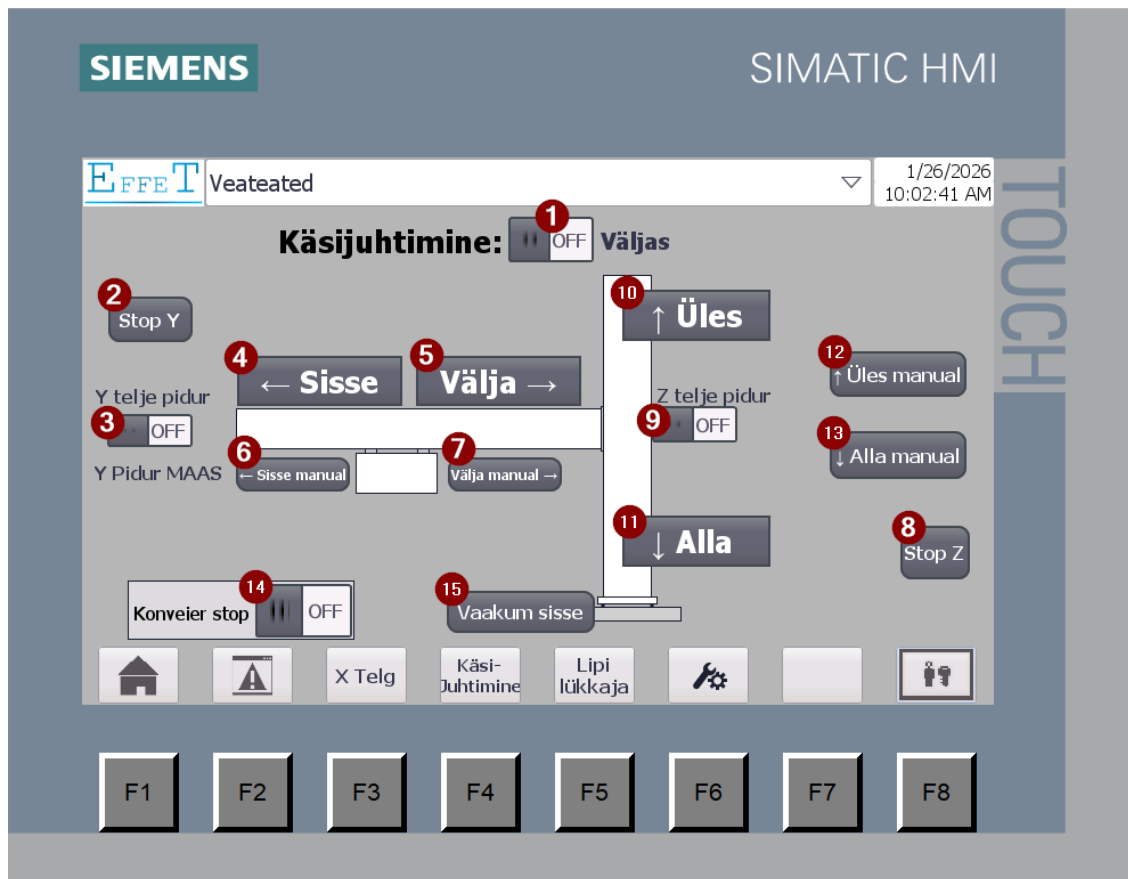 SIEMENS
SIMATIC HMI
TOUCH
EFFET
Veateated
1/26/2026
10:02:41 AM
Käsijuhtimine:
1
OFF
Väljas
2
Stop Y
10
↑ Üles
4
← Sisse
5
Välja →
12
↑ Üles manual
Y telje pidur
3
OFF
Z telje pidur
9
OFF
13
↓ Alla manual
Y Pidur MAAS
6
← Sisse manual
7
Välja manual →
11
↓ Alla
8
Stop Z
Konveier stop
14
OFF
15
Vaakum sisse
X Telg
Käsi-
Juhtimine
Lipi
lükkaja
F1
F2
F3
F4
F5
F6
F7
F8